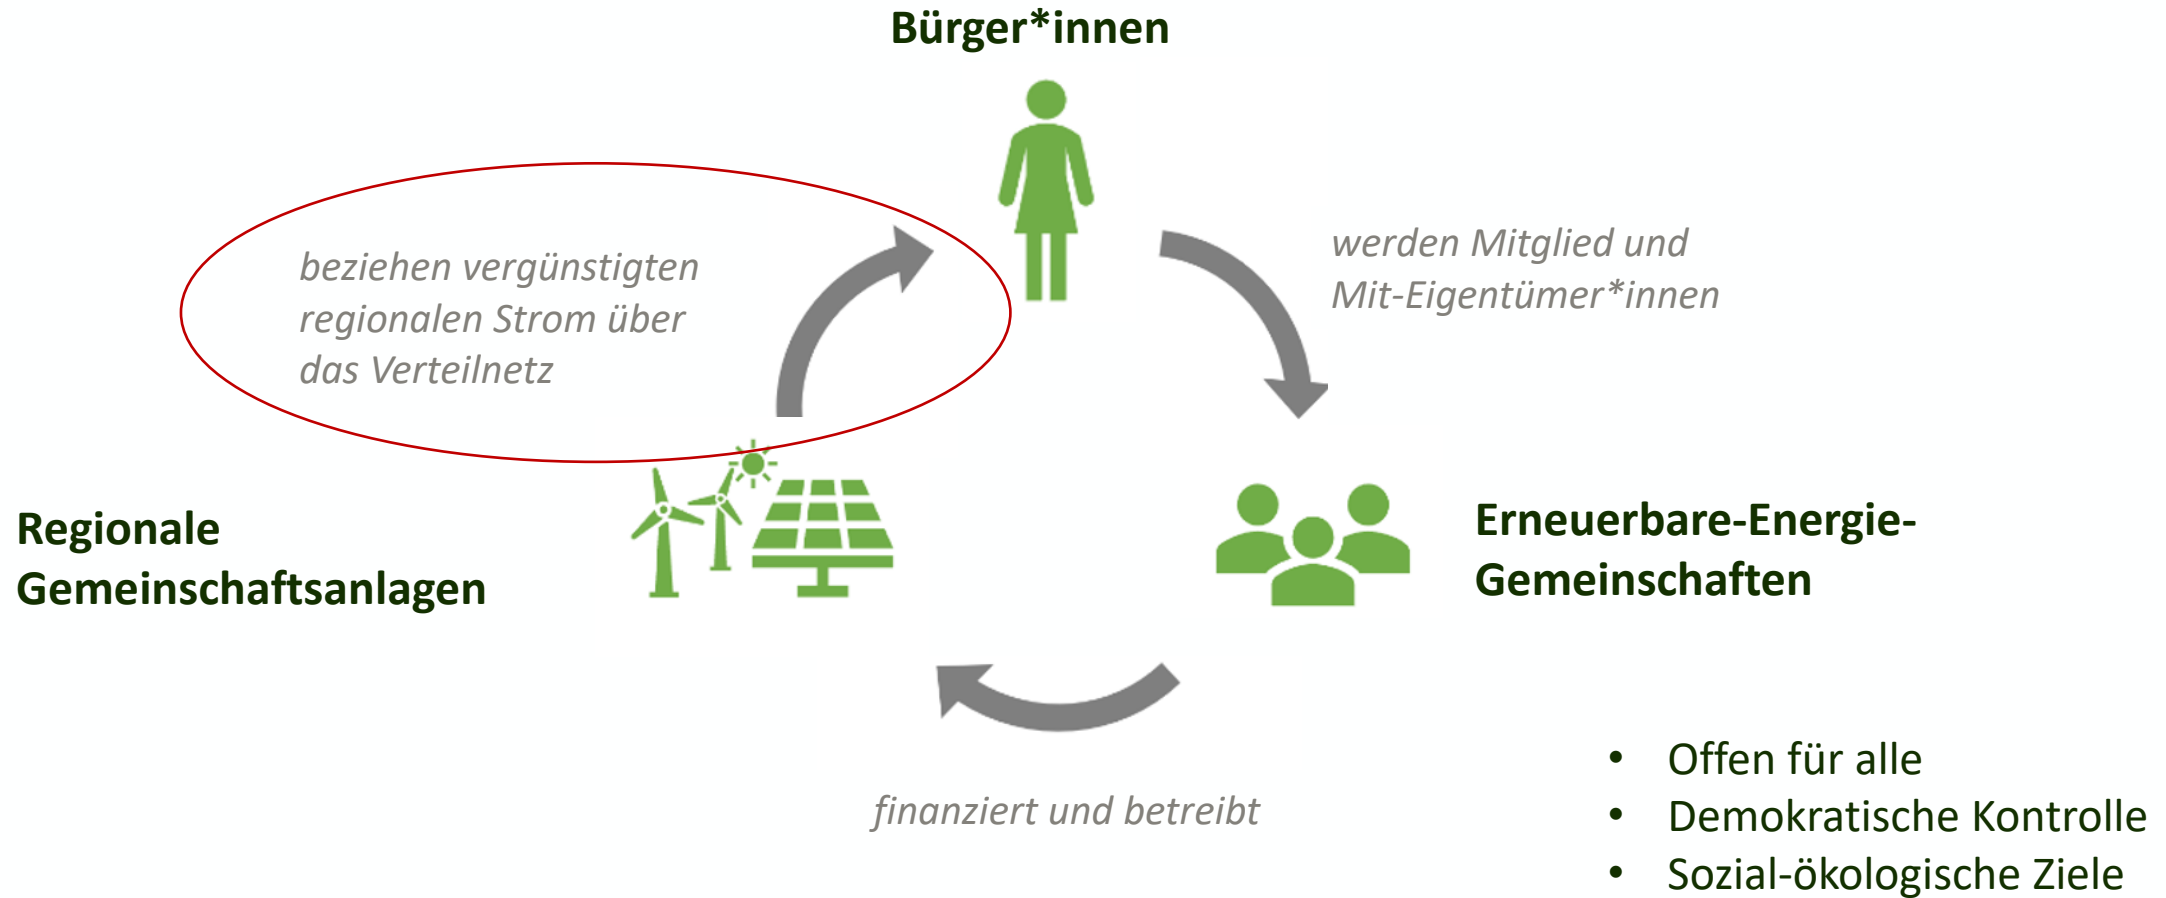 Bürger*innen
beziehen vergünstigten
regionalen Strom über
das Verteilnetz
werden Mitglied und
Mit-Eigentümer*innen
Regionale
Gemeinschaftsanlagen
Erneuerbare-Energie-
Gemeinschaften
finanziert und betreibt
• Offen für alle
• Demokratische Kontrolle
• Sozial-ökologische Ziele